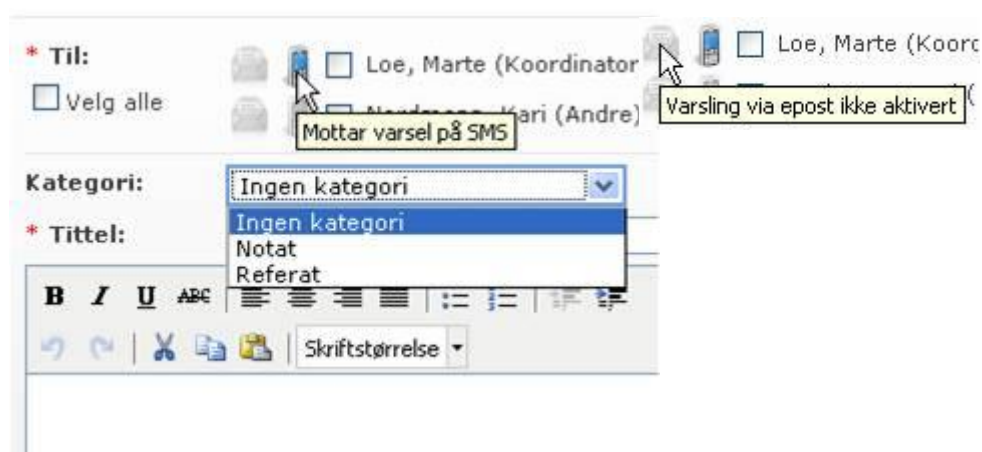 * Til:
Loe, Marte (Koordinator
Loe, Marte (Koord
Velg alle
ari (Andre)
(
Mottar varsel på SMS
Varsling via epost ikke aktivert
Kategori:
Ingen kategori
* Tittel:
Ingen kategori
Notat
Referat
B I U ABC
Skriftstørrelse